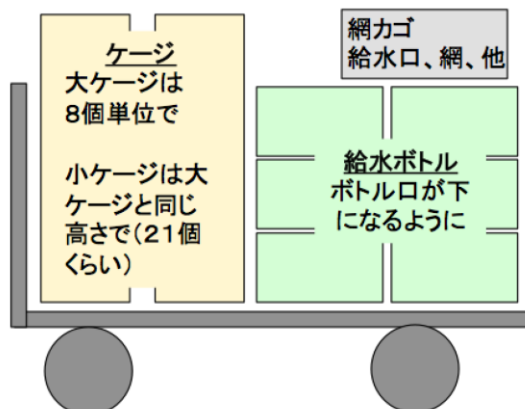 ケージ
大ケージは
8個単位で
小ケージは大
ケージと同じ
高さで(21個
くらい)
網カゴ
給水口、網、他
給水ボトル
ボトル口が下
になるように